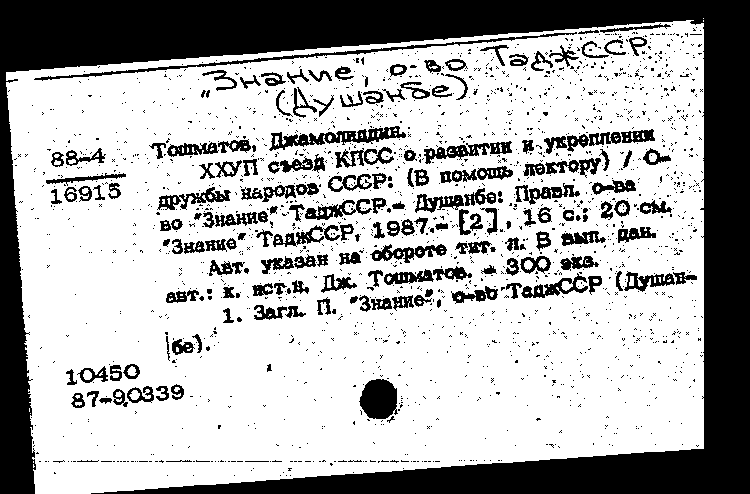 "Знание", о-во ТаджССР
(Душанбе).
88-4
16915
Тошматов, Джамолиддин.
ХХУП съезд КПСС о развитии и укреплении
дружбы народов СССР: (В помощь лектору) / О-
во "Знание" ТаджССР.- Душанбе: Правл. о-ва
"Знание" ТаджССР, 1987.- [2], 16 с.; 20 см.
Авт. указан на обороте тит. л. В вып. дан.
авт.: к. ист.н. Дж. Тошматов. - 300 экз.
1. Загл. П. "Знание", о-во ТаджССР (Душан-
бе).
10450
87-90339